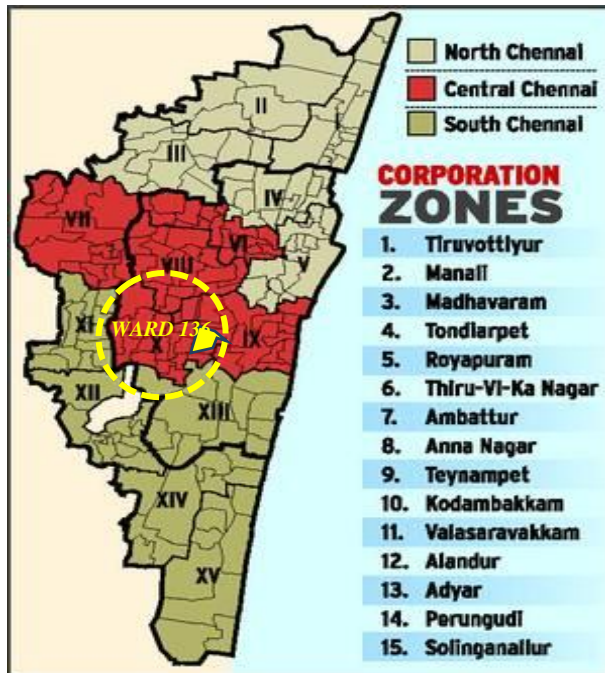 North Chennai
Central Chennai
South Chennai
CORPORATION
ZONES
1. Tiruvottiyur
2. Manali
3. Madhavaram
4. Tondiarpet
5. Royapuram
6. Thiru-Vi-Ka Nagar
7. Ambattur
8. Anna Nagar
9. Teynampet
10. Kodambakkam
11. Valasaravakkam
12. Alandur
13. Adyar
14. Perungudi
15. Solinganallur
I
II
III
IV
VII
VI
VIII
V
XI
WARD 136
IX
X
XII
XIII
XIV
XV